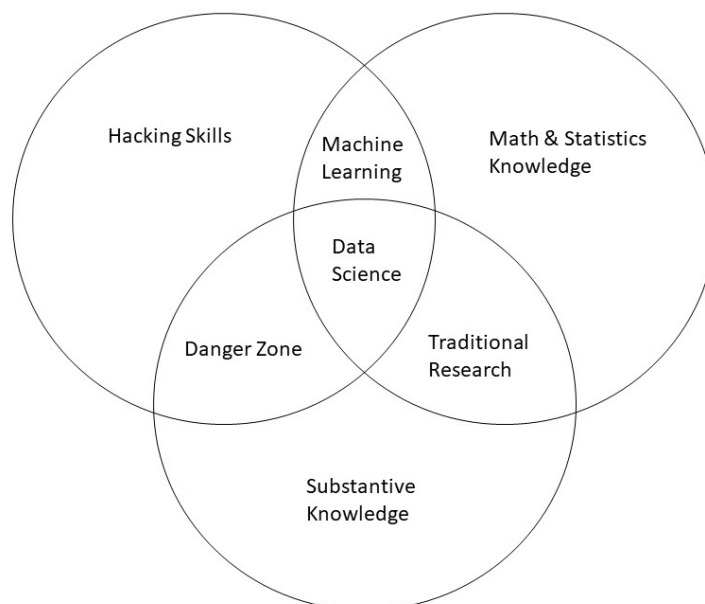 Hacking Skills
Machine
Learning
Math & Statistics
Knowledge
Data
Science
Danger Zone
Traditional
Research
Substantive
Knowledge